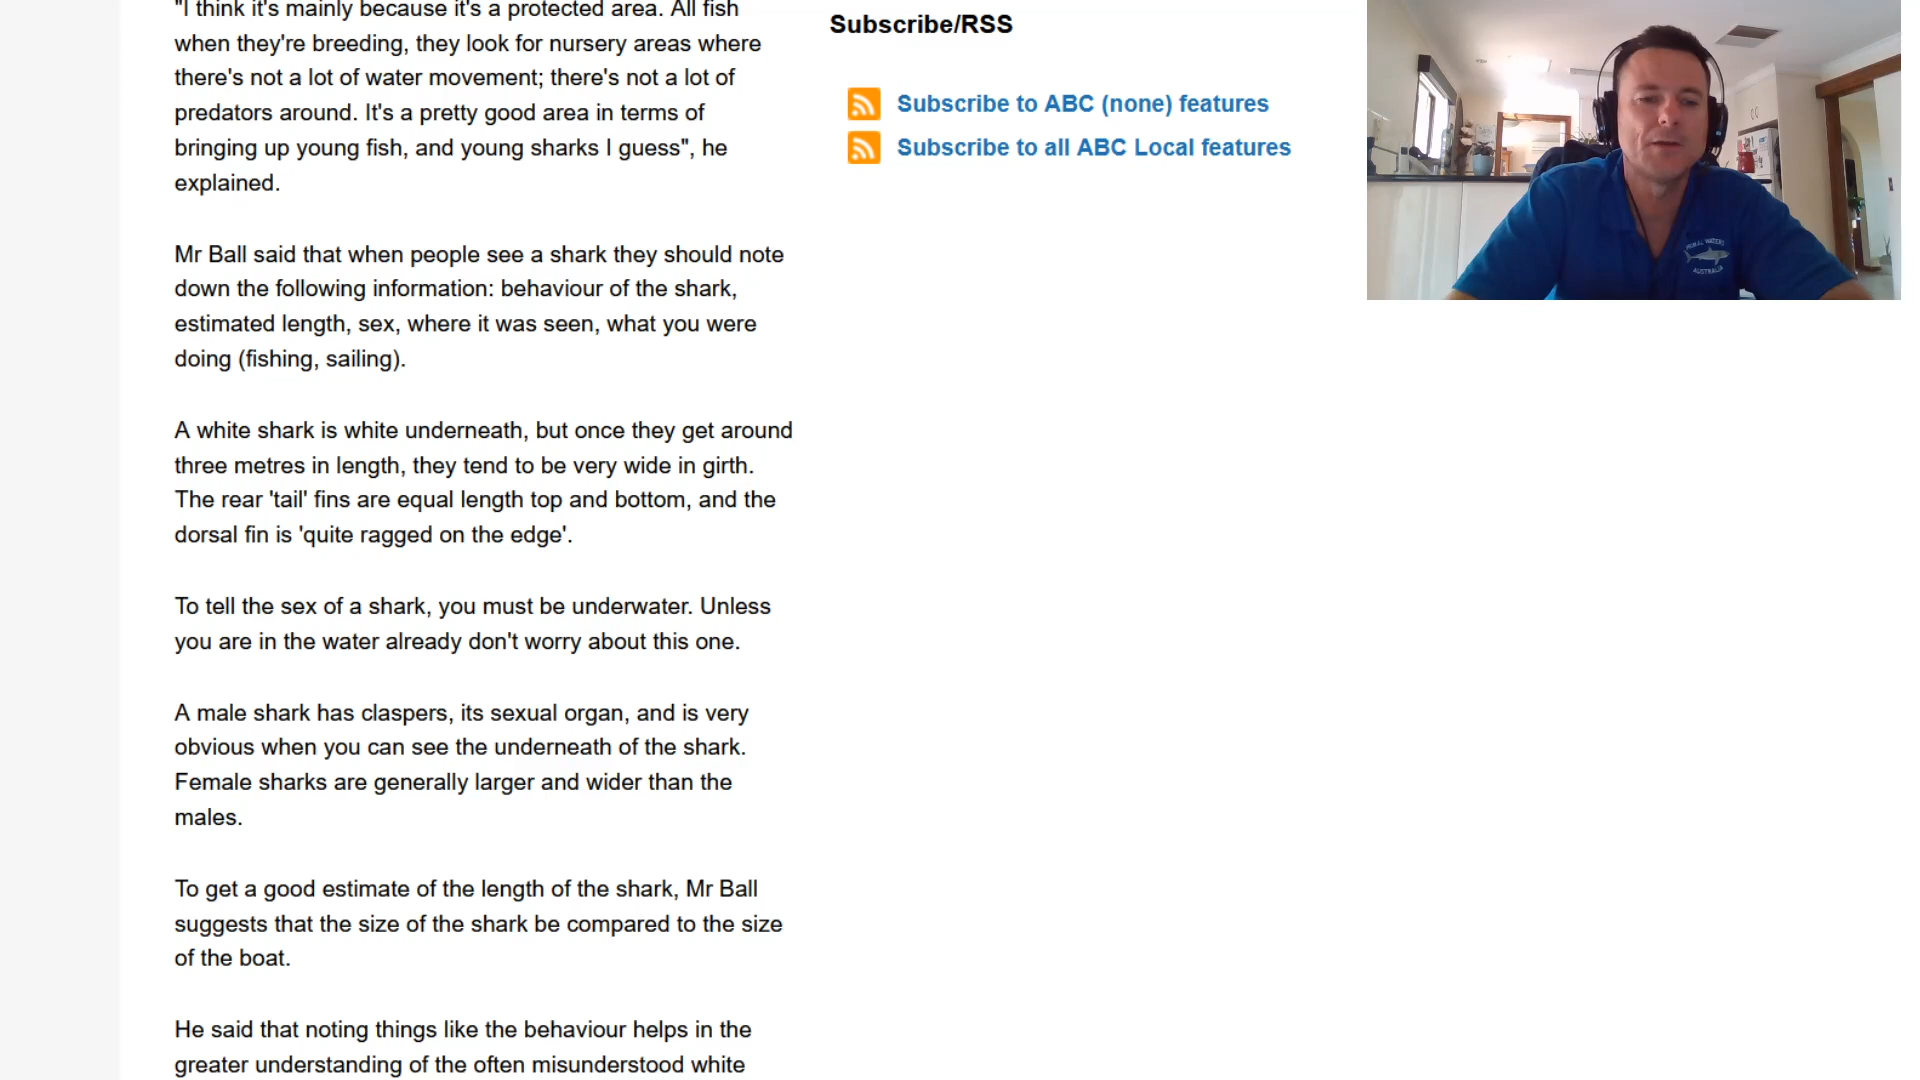 "I think it's mainly because it's a protected area. All fish
when they're breeding, they look for nursery areas where
there's not a lot of water movement; there's not a lot of
predators around. It's a pretty good area in terms of
bringing up young fish, and young sharks I guess", he
explained.
Mr Ball said that when people see a shark they should note
down the following information: behaviour of the shark,
estimated length, sex, where it was seen, what you were
doing (fishing, sailing).
A white shark is white underneath, but once they get around
three metres in length, they tend to be very wide in girth.
The rear 'tail' fins are equal length top and bottom, and the
dorsal fin is 'quite ragged on the edge'.
To tell the sex of a shark, you must be underwater. Unless
you are in the water already don't worry about this one.
A male shark has claspers, its sexual organ, and is very
obvious when you can see the underneath of the shark.
Female sharks are generally larger and wider than the
males.
To get a good estimate of the length of the shark, Mr Ball
suggests that the size of the shark be compared to the size
of the boat.
He said that noting things like the behaviour helps in the
greater understanding of the often misunderstood white
Subscribe/RSS
Subscribe to ABC (none) features
Subscribe to all ABC Local features
WATERS
AUSTRALIA